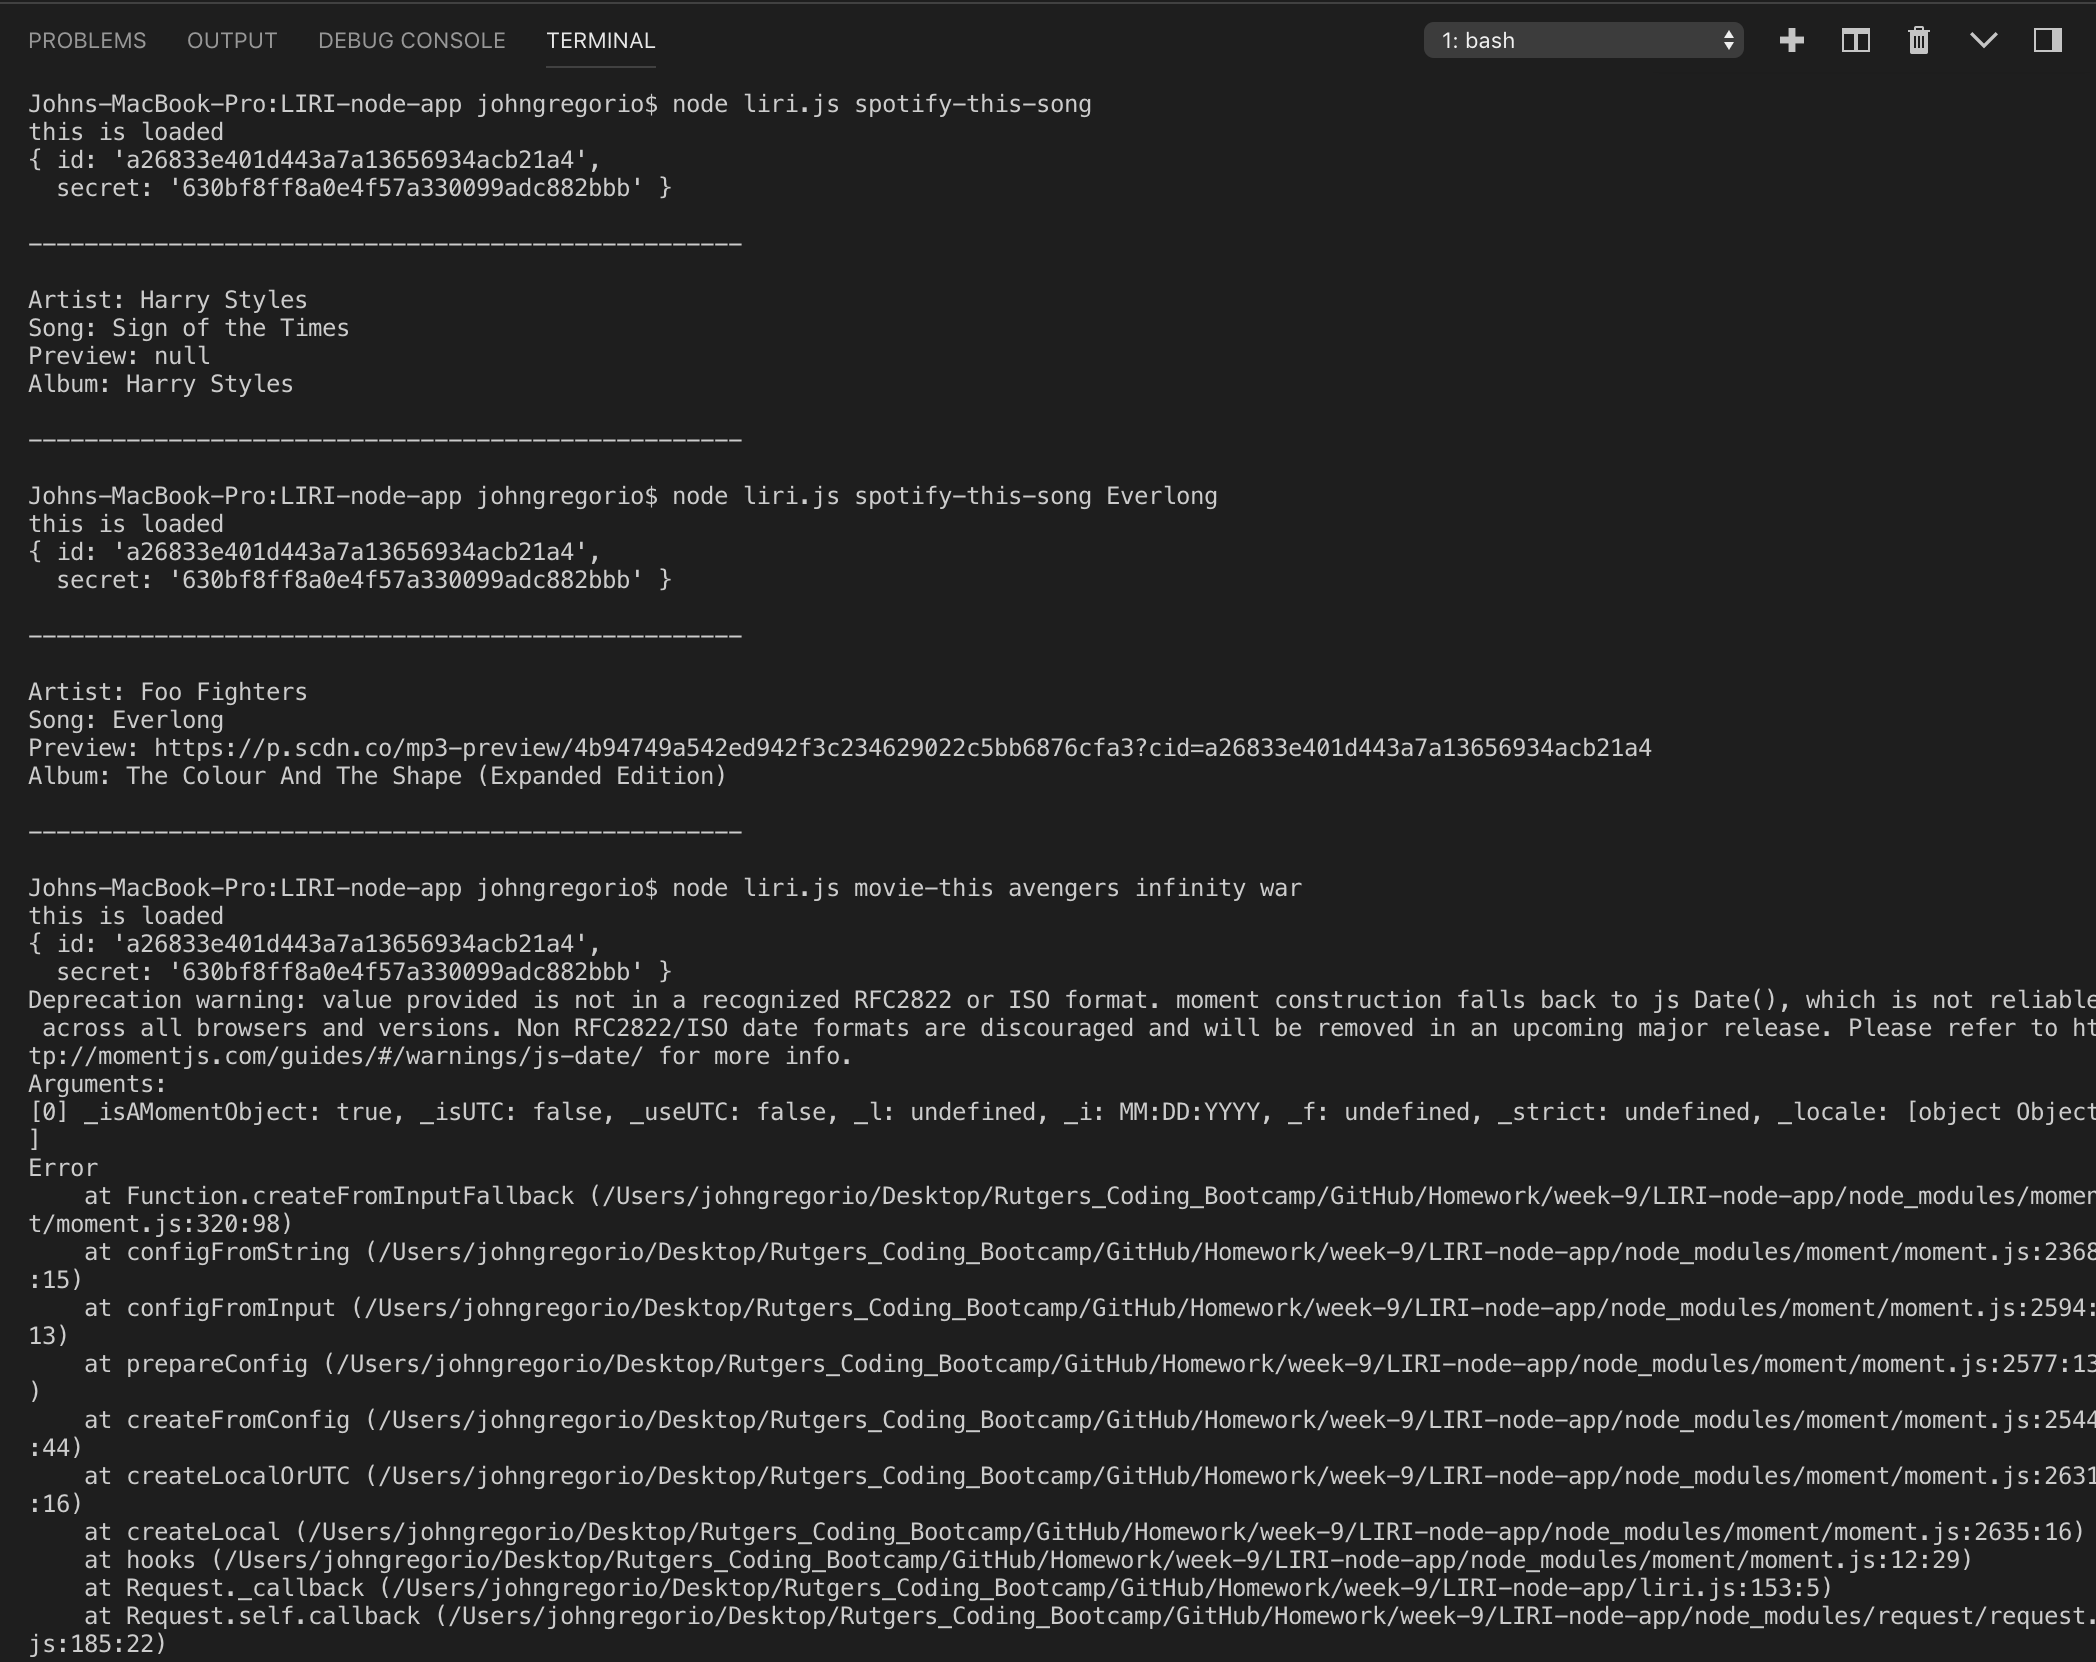 PROBLEMS OUTPUT DEBUG CONSOLE TERMINAL 1: bash
Johns-MacBook-Pro:LIRI-node-app johngregorio$ node liri.js spotify-this-song
this is loaded
{ id: 'a26833e401d443a7a13656934acb21a4',
  secret: '630bf8ff8a0e4f57a330099adc882bbb' }
---------------------------------------------------
Artist: Harry Styles
Song: Sign of the Times
Preview: null
Album: Harry Styles
---------------------------------------------------
Johns-MacBook-Pro:LIRI-node-app johngregorio$ node liri.js spotify-this-song Everlong
this is loaded
{ id: 'a26833e401d443a7a13656934acb21a4',
  secret: '630bf8ff8a0e4f57a330099adc882bbb' }
---------------------------------------------------
Artist: Foo Fighters
Song: Everlong
Preview: https://p.scdn.co/mp3-preview/4b94749a542ed942f3c234629022c5bb6876cfa3?cid=a26833e401d443a7a13656934acb21a4
Album: The Colour And The Shape (Expanded Edition)
---------------------------------------------------
Johns-MacBook-Pro:LIRI-node-app johngregorio$ node liri.js movie-this avengers infinity war
this is loaded
{ id: 'a26833e401d443a7a13656934acb21a4',
  secret: '630bf8ff8a0e4f57a330099adc882bbb' }
Deprecation warning: value provided is not in a recognized RFC2822 or ISO format. moment construction falls back to js Date(), which is not reliable
 across all browsers and versions. Non RFC2822/ISO date formats are discouraged and will be removed in an upcoming major release. Please refer to ht
tp://momentjs.com/guides/#/warnings/js-date/ for more info.
Arguments:
[0] _isAMomentObject: true, _isUTC: false, _useUTC: false, _l: undefined, _i: MM:DD:YYYY, _f: undefined, _strict: undefined, _locale: [object Object
]
Error
    at Function.createFromInputFallback (/Users/johngregorio/Desktop/Rutgers_Coding_Bootcamp/GitHub/Homework/week-9/LIRI-node-app/node_modules/momen
t/moment.js:320:98)
    at configFromString (/Users/johngregorio/Desktop/Rutgers_Coding_Bootcamp/GitHub/Homework/week-9/LIRI-node-app/node_modules/moment/moment.js:2368
:15)
    at configFromInput (/Users/johngregorio/Desktop/Rutgers_Coding_Bootcamp/GitHub/Homework/week-9/LIRI-node-app/node_modules/moment/moment.js:2594:
13)
    at prepareConfig (/Users/johngregorio/Desktop/Rutgers_Coding_Bootcamp/GitHub/Homework/week-9/LIRI-node-app/node_modules/moment/moment.js:2577:13
)
    at createFromConfig (/Users/johngregorio/Desktop/Rutgers_Coding_Bootcamp/GitHub/Homework/week-9/LIRI-node-app/node_modules/moment/moment.js:2544
:44)
    at createLocalOrUTC (/Users/johngregorio/Desktop/Rutgers_Coding_Bootcamp/GitHub/Homework/week-9/LIRI-node-app/node_modules/moment/moment.js:2631
:16)
    at createLocal (/Users/johngregorio/Desktop/Rutgers_Coding_Bootcamp/GitHub/Homework/week-9/LIRI-node-app/node_modules/moment/moment.js:2635:16)
    at hooks (/Users/johngregorio/Desktop/Rutgers_Coding_Bootcamp/GitHub/Homework/week-9/LIRI-node-app/node_modules/moment/moment.js:12:29)
    at Request._callback (/Users/johngregorio/Desktop/Rutgers_Coding_Bootcamp/GitHub/Homework/week-9/LIRI-node-app/liri.js:153:5)
    at Request.self.callback (/Users/johngregorio/Desktop/Rutgers_Coding_Bootcamp/GitHub/Homework/week-9/LIRI-node-app/node_modules/request/request.
js:185:22)